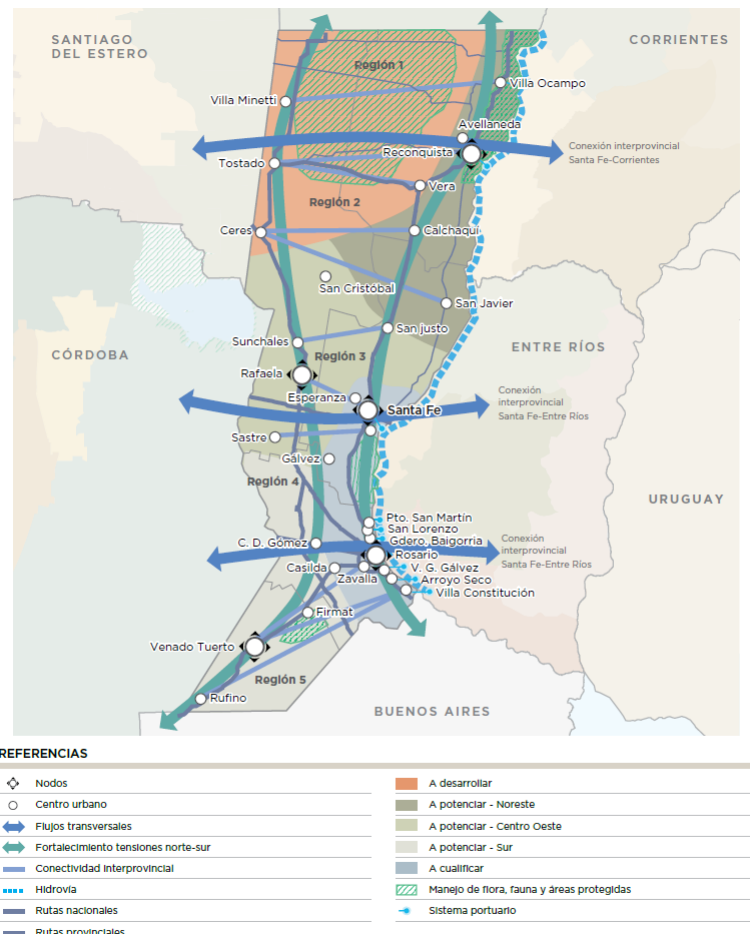 SANTIAGO
DEL ESTERO
CORRIENTES
Región 1
Villa Ocampo
Villa Minetti
Avellaneda
Reconquista
Conexión interprovincial
Santa Fe-Corrientes
Tostado
Vera
Región 2
Ceres
Calchaquí
San Cristóbal
San Javier
San justo
Sunchales
ENTRE RÍOS
CÓRDOBA
Región 3
Rafaela
Esperanza
Santa Fe
Conexión
interprovincial
Santa Fe-Entre Ríos
Sastre
Gálvez
Región 4
URUGUAY
Pto. San Martín
San Lorenzo
Gdero. Baigorria
C. D. Gómez
Rosario
Conexión
interprovincial
Santa Fe-Entre Ríos
Casilda
V. G. Gálvez
Zavalla
Arroyo Seco
Villa Constitución
Firmat
Venado Tuerto
Región 5
Rufino
BUENOS AIRES
REFERENCIAS
Nodos
Centro urbano
Flujos transversales
Fortalecimiento tensiones norte-sur
Conectividad interprovincial
Hidrovía
Rutas nacionales
Rutas provinciales
A desarrollar
A potenciar - Noreste
A potenciar - Centro Oeste
A potenciar - Sur
A cualificar
Manejo de flora, fauna y áreas protegidas
Sistema portuario